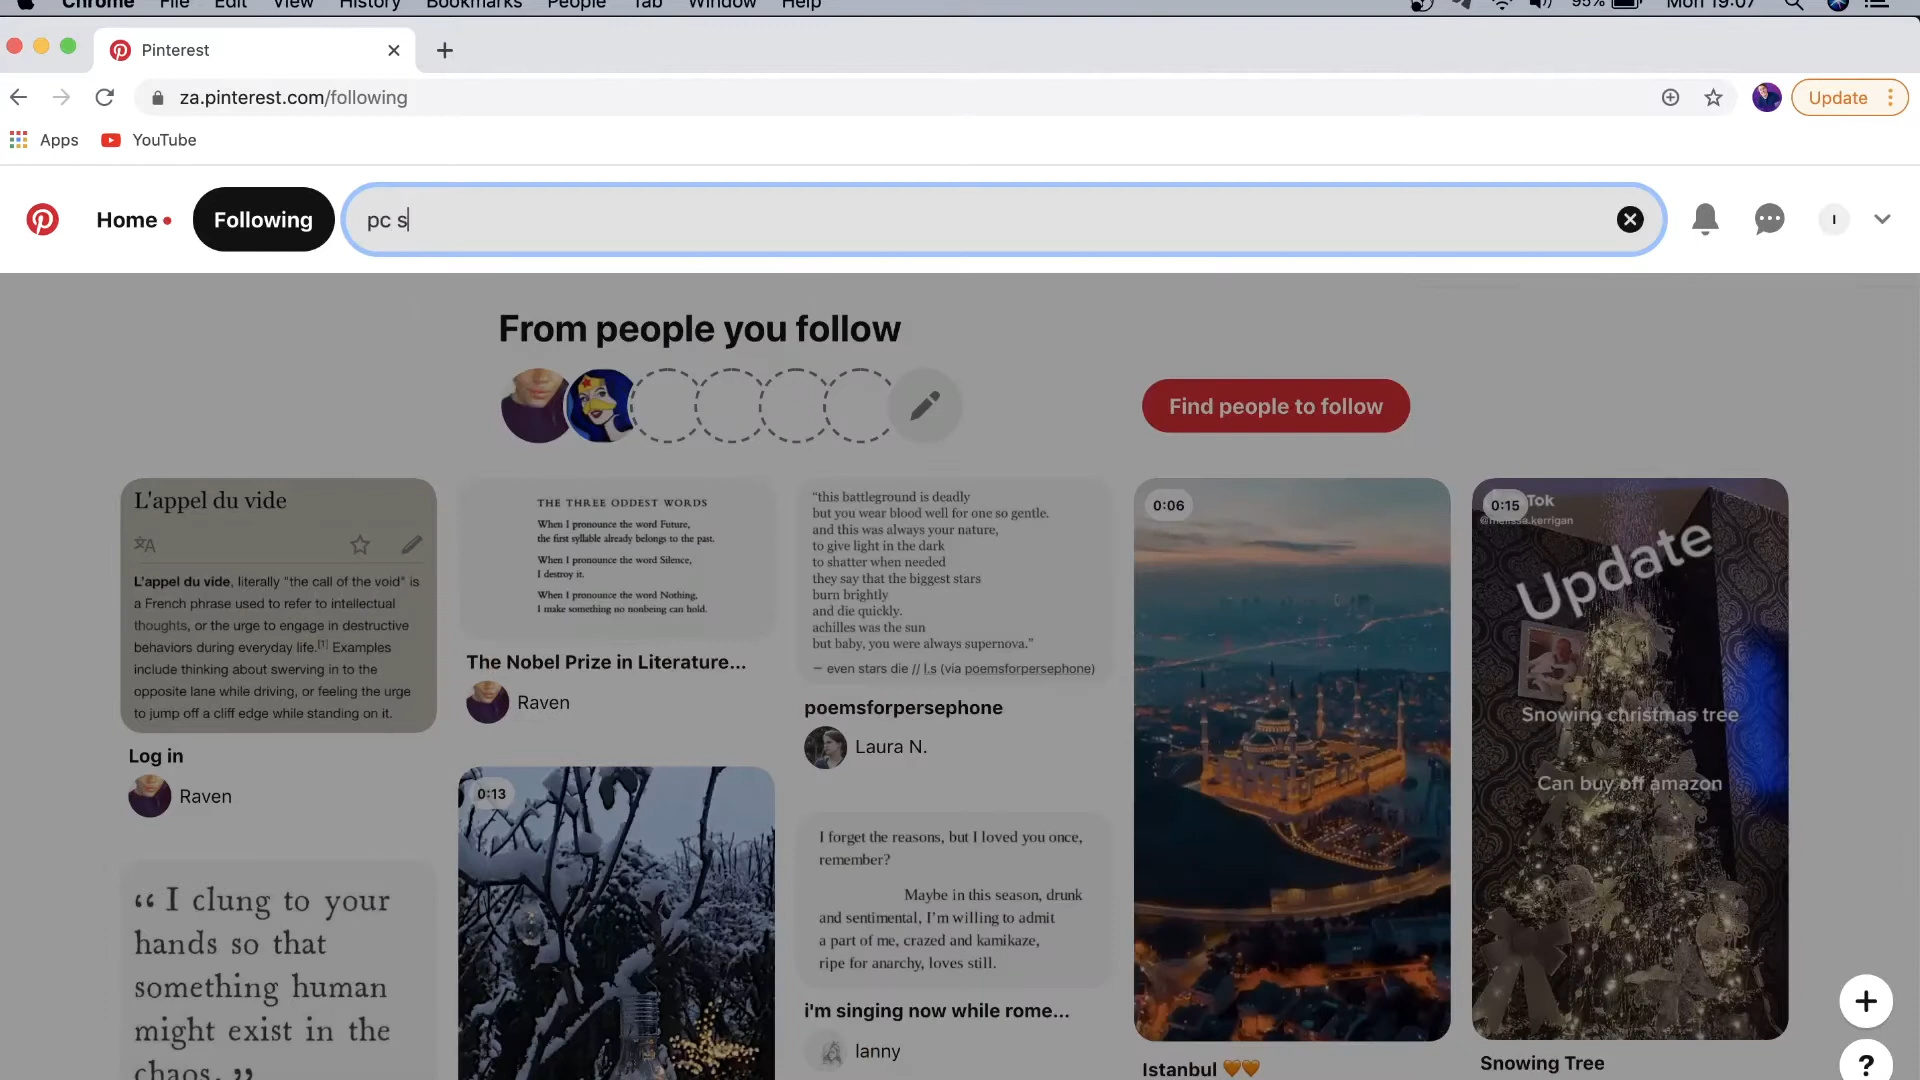 Chrome File Edit View History Bookmarks People Tab Window Help
95% Mon 19:07
Pinterest
za.pinterest.com/following
Update
Apps YouTube
Home Following pc s
I
From people you follow
Find people to follow
L'appel du vide
L'appel du vide, literally "the call of the void" is
a French phrase used to refer to intellectual
thoughts, or the urge to engage in destructive
behaviors during everyday life.[1] Examples
include thinking about swerving in to the
opposite lane while driving, or feeling the urge
to jump off a cliff edge while standing on it.
Log in
Raven
“ I clung to your
hands so that
something human
might exist in the
chaos. ”
THE THREE ODDEST WORDS
When I pronounce the word Future,
the first syllable already belongs to the past.
When I pronounce the word Silence,
I destroy it.
When I pronounce the word Nothing,
I make something no nonbeing can hold.
The Nobel Prize in Literature...
Raven
0:13
“this battleground is deadly
but you wear blood well for one so gentle.
and this was always your nature,
to give light in the dark
to shatter when needed
they say that the biggest stars
burn brightly
and die quickly.
achilles was the sun
but baby, you were always supernova.”
— even stars die // l.s (via poemsforpersephone)
poemsforpersephone
Laura N.
I forget the reasons, but I loved you once,
remember?
Maybe in this season, drunk
and sentimental, I’m willing to admit
a part of me, crazed and kamikaze,
ripe for anarchy, loves still.
i'm singing now while rome...
lanny
0:06
Istanbul 🧡🧡
0:15
Tok
Update
Snowing christmas tree
Can buy off amazon
Snowing Tree
?